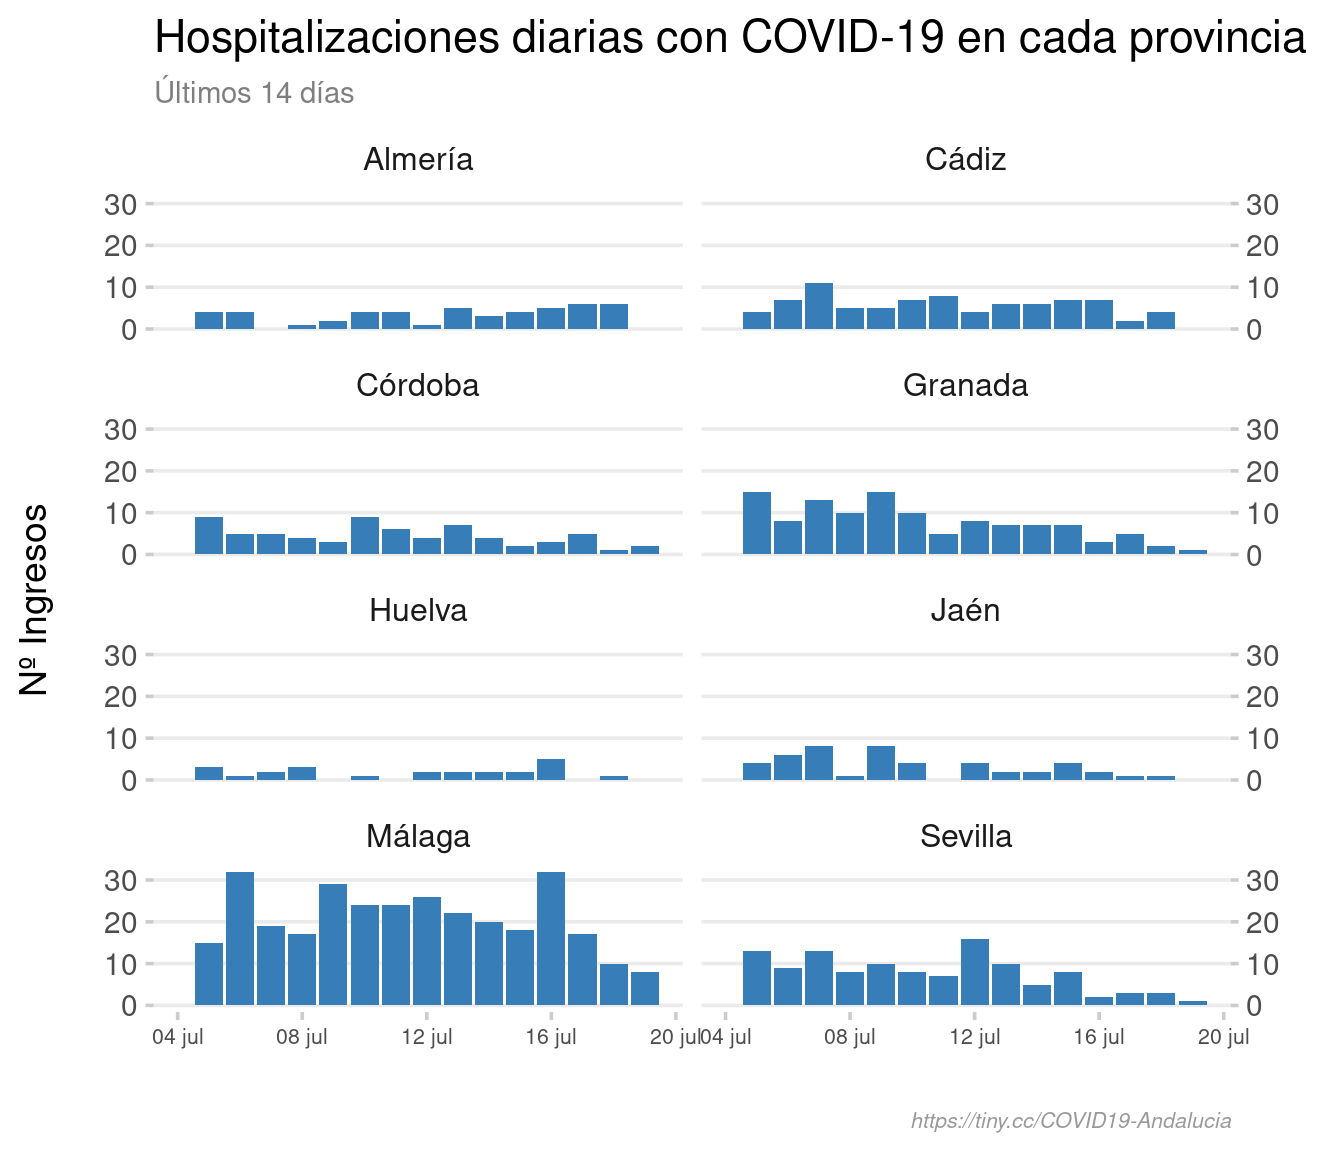 Hospitalizaciones diarias con COVID-19 en cada provincia
Últimos 14 días
Nº Ingresos
Almería
Cádiz
30
20
10
0
30
20
10
0
Córdoba
Granada
30
20
10
0
30
20
10
0
Huelva
Jaén
30
20
10
0
30
20
10
0
Málaga
Sevilla
30
20
10
0
30
20
10
0
04 jul 08 jul 12 jul 16 jul 20 jul
04 jul 08 jul 12 jul 16 jul 20 jul
https://tiny.cc/COVID19-Andalucia